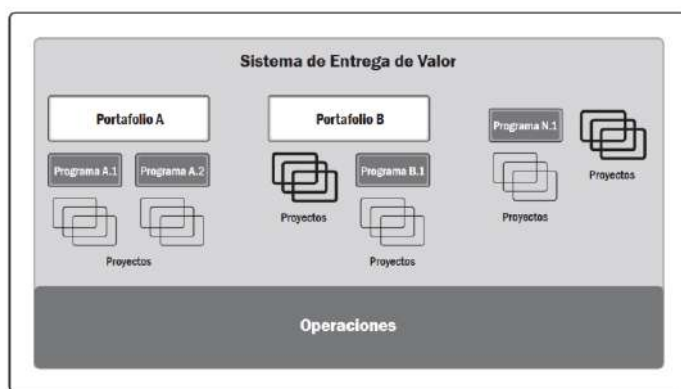 Sistema de Entrega de Valor
Portafolio A
Portafolio B
Programa N.1
Proyectos
Programa A.1
Programa A.2
Proyectos
Programa B.1
Proyectos
Proyectos
Proyectos
Operaciones